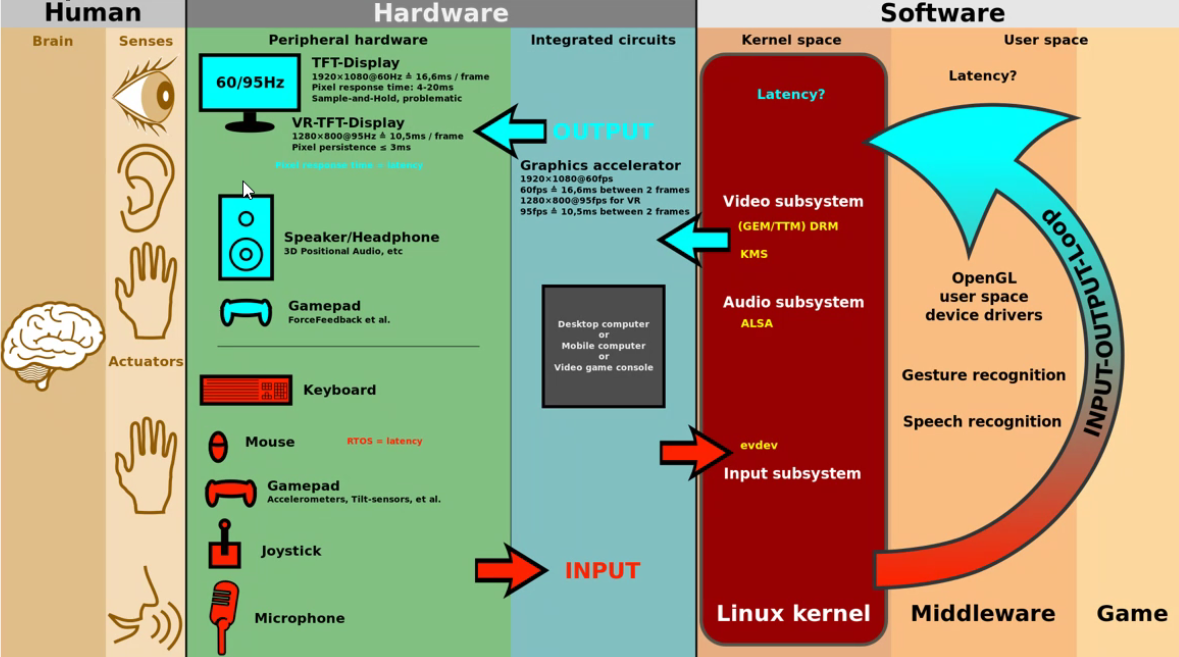 Human
Hardware
Software
Brain
Senses
Peripheral hardware
Integrated circuits
Kernel space
User space
60/95Hz
TFT-Display
1920×1080@60Hz ≙ 16,6ms / frame
Pixel response time: 4-20ms
Sample-and-Hold, problematic
VR-TFT-Display
1280×800@95Hz ≙ 10,5ms / frame
Pixel persistence ≤ 3ms
Pixel response time = latency
Speaker/Headphone
3D Positional Audio, etc
Gamepad
ForceFeedback et al.
Actuators
Keyboard
Mouse
RTOS = latency
Gamepad
Accelerometers, Tilt-sensors, et al.
Joystick
Microphone
OUTPUT
Graphics accelerator
1920×1080@60fps
60fps ≙ 16,6ms between 2 frames
1280×800@95fps for VR
95fps ≙ 10,5ms between 2 frames
Desktop computer
or
Mobile computer
or
Video game console
INPUT
Latency?
Video subsystem
(GEM/TTM) DRM
KMS
Audio subsystem
ALSA
evdev
Input subsystem
Linux kernel
Latency?
OpenGL
user space
device drivers
Gesture recognition
Speech recognition
INPUT-OUTPUT-LOOP
Middleware
Game